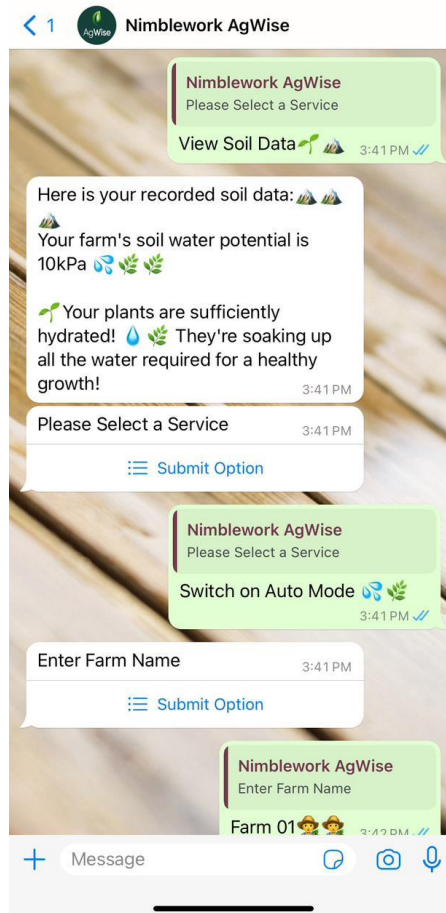 1
AgWise
Nimblework AgWise
Nimblework AgWise
Please Select a Service
View Soil Data🌱 ⛰️
3:41 PM
Here is your recorded soil data:⛰️ ⛰️
⛰️
Your farm's soil water potential is
10kPa 💦 🌿 🌿
🌱 Your plants are sufficiently
hydrated! 💧 🌿 They're soaking up
all the water required for a healthy
growth!
3:41 PM
Please Select a Service
3:41 PM
Submit Option
Nimblework AgWise
Please Select a Service
Switch on Auto Mode 💦 🌿
3:41 PM
Enter Farm Name
3:41 PM
Submit Option
Nimblework AgWise
Enter Farm Name
Farm 01🧑‍🌾 🧑‍🌾
3:42 PM
Message